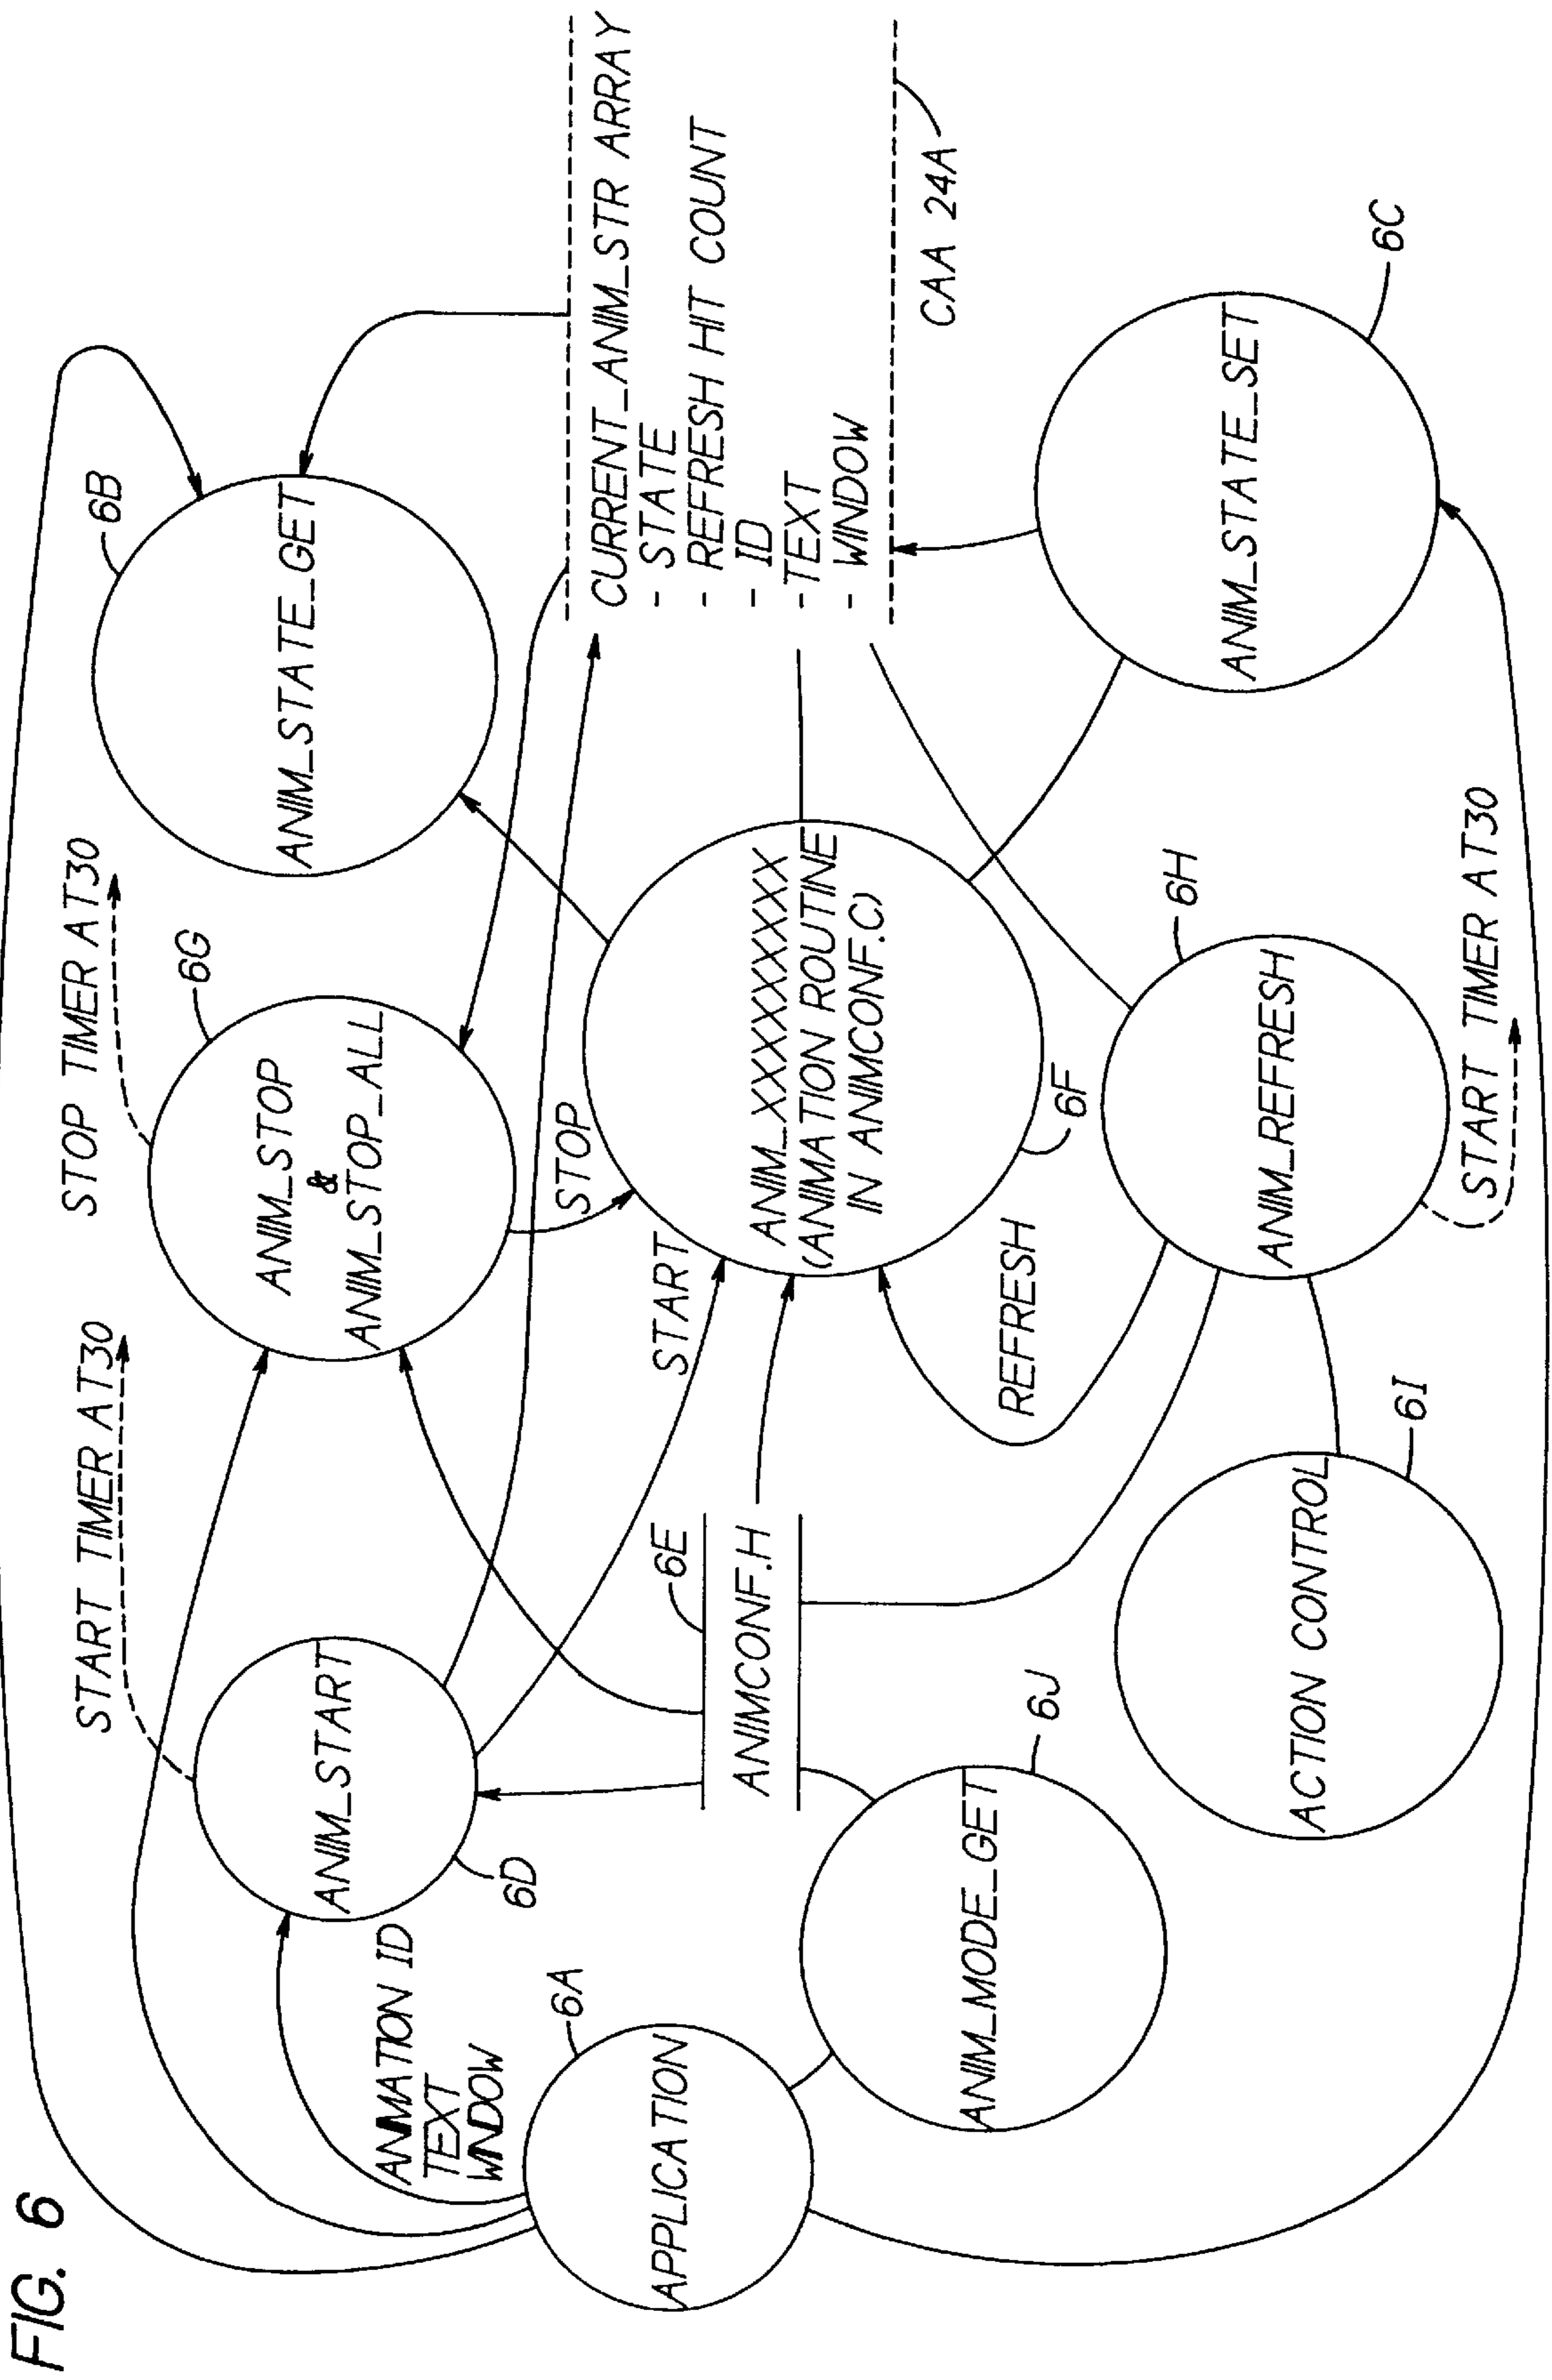 FIG. 6
STOP TIMER AT30
START TIMER AT30
6B
6G
ANIM_STATE_GET
ANIM_STOP
&
ANIM_STOP_ALL
ANIM_START
6D
ANIMATION ID
TEXT
WINDOW
6A
APPLICATION
STOP
START
CURRENT_ANIM_STR ARRAY
- STATE
- REFRESH HIT COUNT
- ID
- TEXT
- WINDOW
CAA 24A
6E
ANIMCONF.H
ANIM_XXXXXXXXXX
(ANIMATION ROUTINE
IN ANIMCONF.C)
6F
REFRESH
6J
ANIM_MODE_GET
6H
ANIM_REFRESH
START TIMER AT30
ANIM_STATE_SET
6C
ACTION CONTROL
6I